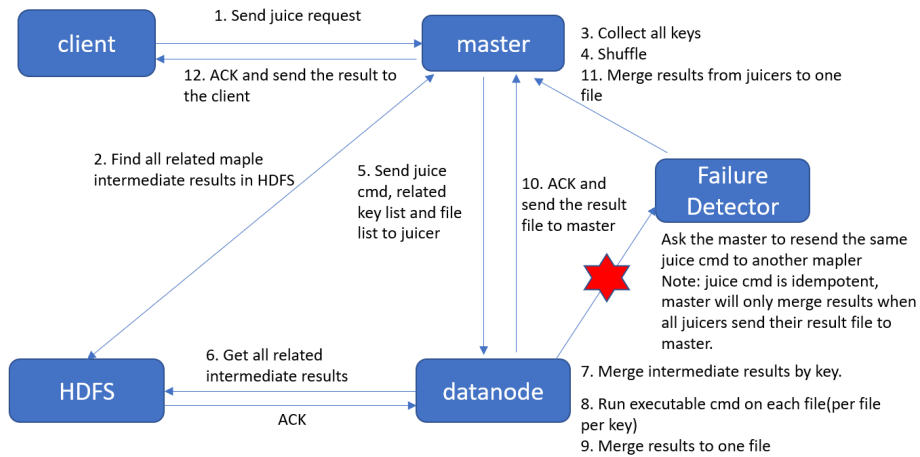 1. Send juice request
client
master
12. ACK and send the result to
the client
3. Collect all keys
4. Shuffle
11. Merge results from juicers to one
file
2. Find all related maple
intermediate results in HDFS
5. Send juice
cmd, related
key list and file
list to juicer
10. ACK and
send the result
file to master
Failure
Detector
Ask the master to resend the same
juice cmd to another mapler
Note: juice cmd is idempotent,
master will only merge results when
all juicers send their result file to
master.
6. Get all related
intermediate results
HDFS
ACK
datanode
7. Merge intermediate results by key.
8. Run executable cmd on each file(per file
per key)
9. Merge results to one file